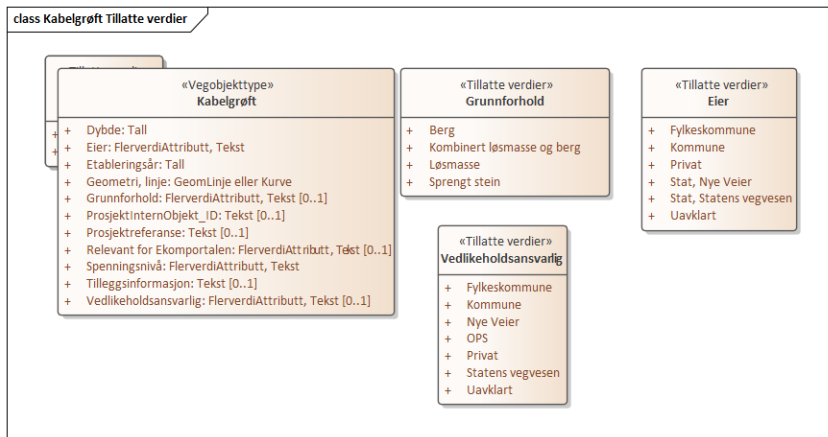 class Kabelgrøft Tillatte verdier
«Vegobjekttype»
Kabelgrøft
+ Dybde: Tall
+ Eier: FlerverdiAttributt, Tekst
+ Etableringsår: Tall
+ Geometri, linje: GeomLinje eller Kurve
+ Grunnforhold: FlerverdiAttributt, Tekst [0..1]
+ ProsjektInternObjekt_ID: Tekst [0..1]
+ Prosjektreferanse: Tekst [0..1]
+ Relevant for Ekomportalen: FlerverdiAttributt, Tekst [0..1]
+ Spenningsnivå: FlerverdiAttributt, Tekst
+ Tilleggsinformasjon: Tekst [0..1]
+ Vedlikeholdsansvarlig: FlerverdiAttributt, Tekst [0..1]
«Tillatte verdier»
Grunnforhold
+ Berg
+ Kombinert løsmasse og berg
+ Løsmasse
+ Sprengt stein
«Tillatte verdier»
Eier
+ Fylkeskommune
+ Kommune
+ Privat
+ Stat, Nye Veier
+ Stat, Statens vegvesen
+ Uavklart
«Tillatte verdier»
Vedlikeholdsansvarlig
+ Fylkeskommune
+ Kommune
+ Nye Veier
+ OPS
+ Privat
+ Statens vegvesen
+ Uavklart